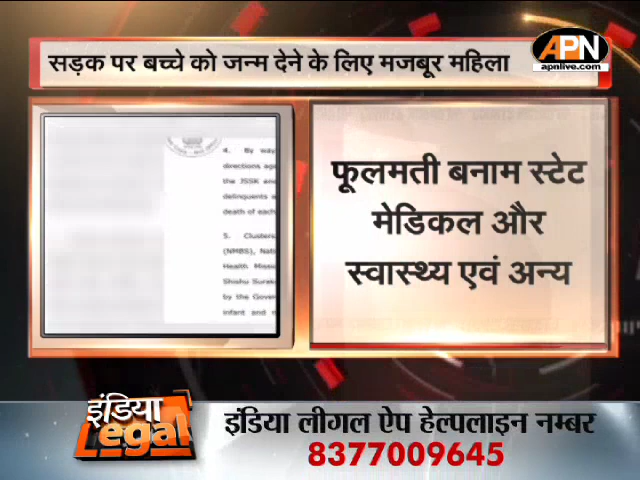 APN
apnlive.com
सड़क पर बच्चे को जन्म देने के लिए मजबूर महिला
4. By way
directions aga
the JSSK and
delinquents a
death of each
5. Clusters
(NMBS), Nati
Health Missio
Shishu Suraks
by the Gover
infant and m
फूलमती बनाम स्टेट
मेडिकल और
स्वास्थ्य एवं अन्य
इंडिया
Legal
इंडिया लीगल ऐप हेल्पलाइन नम्बर
8377009645